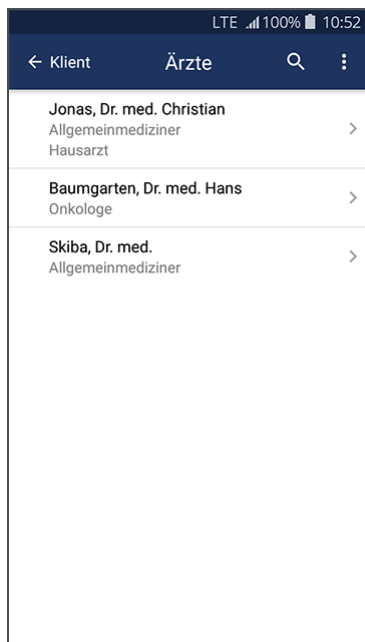 LTE 100% 10:52
Klient Ärzte
Jonas, Dr. med. Christian
Allgemeinmediziner
Hausarzt
Baumgarten, Dr. med. Hans
Onkologe
Skiba, Dr. med.
Allgemeinmediziner